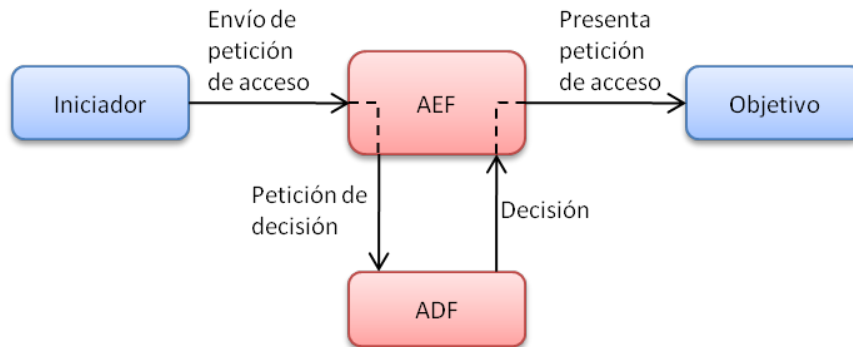 Envío de
petición
de acceso
Presenta
petición
de acceso
Iniciador
AEF
Objetivo
Petición de
decisión
Decisión
ADF